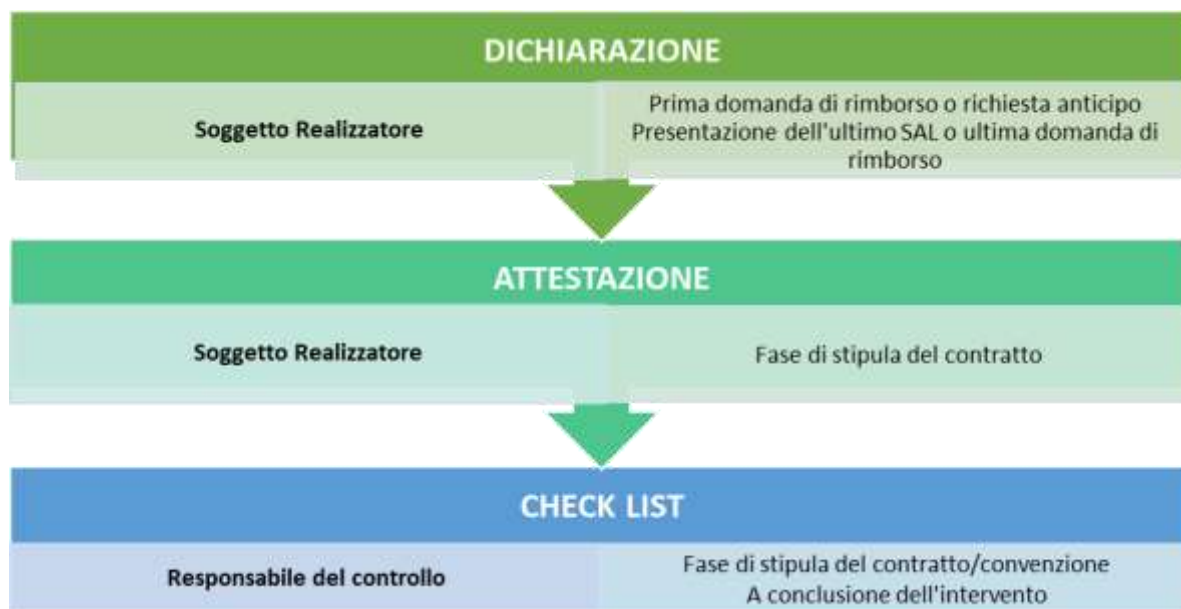 DICHIARAZIONE
Soggetto Realizzatore
Prima domanda di rimborso o richiesta anticipo
Presentazione dell'ultimo SAL o ultima domanda di
rimborso
ATTESTAZIONE
Soggetto Realizzatore
Fase di stipula del contratto
CHECK LIST
Responsabile del controllo
Fase di stipula del contratto/convenzione
A conclusione dell'intervento